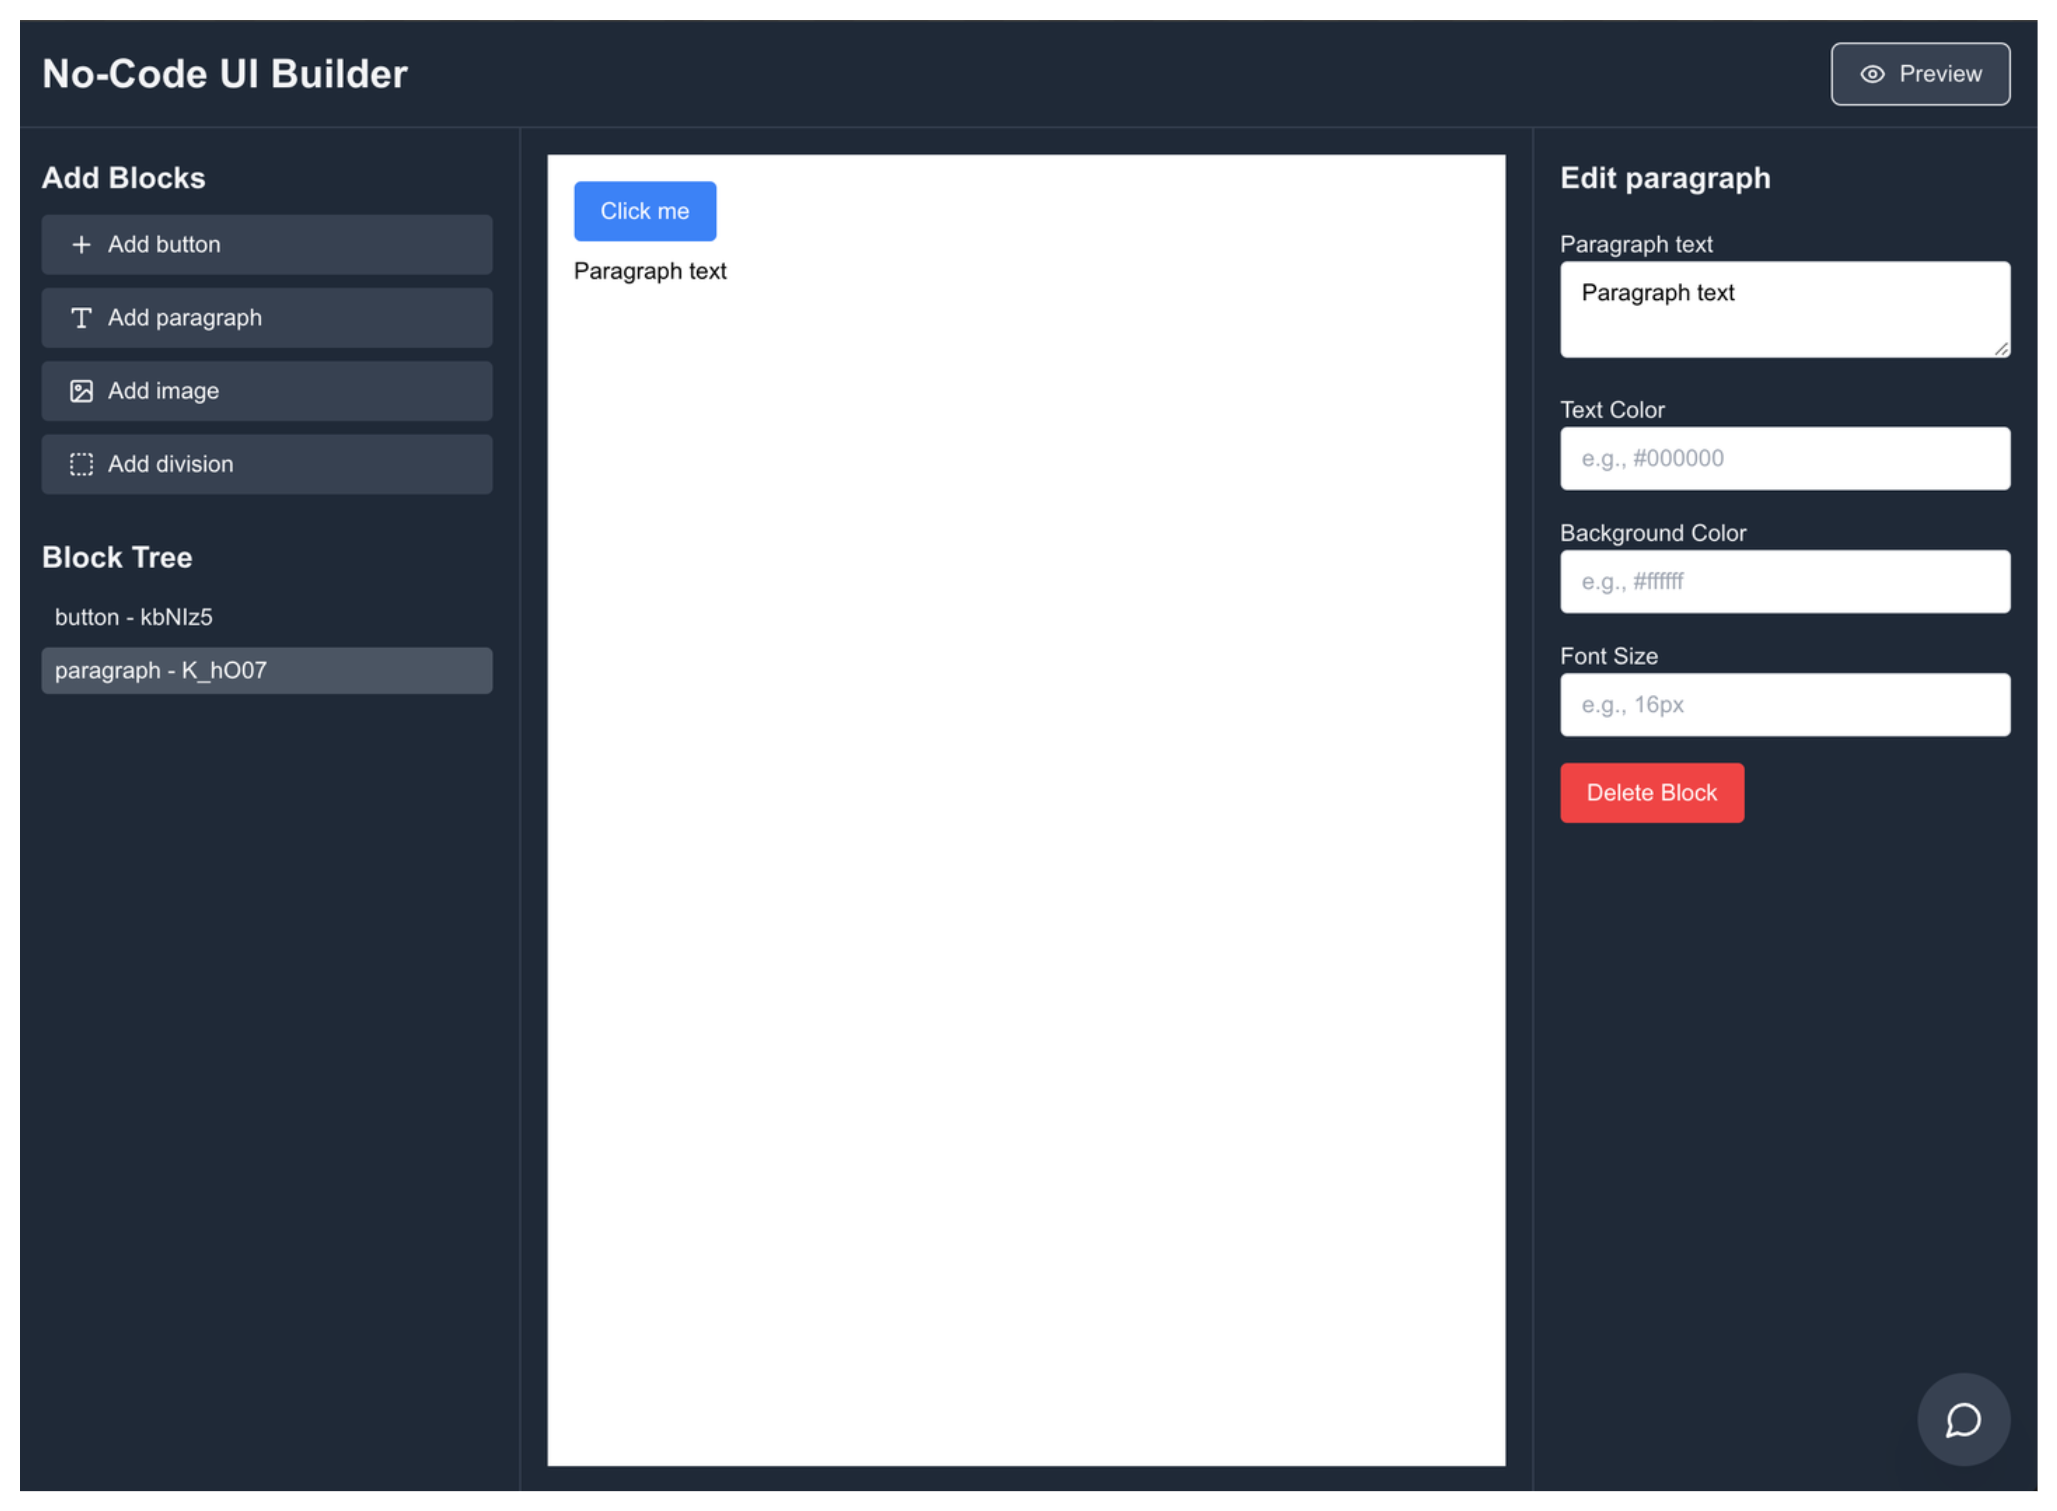 No-Code UI Builder
Preview
Add Blocks
Add button
Add paragraph
Add image
Add division
Block Tree
button - kbNIz5
paragraph - K_hO07
Click me
Paragraph text
Edit paragraph
Paragraph text
Paragraph text
Text Color
e.g., #000000
Background Color
e.g., #ffffff
Font Size
e.g., 16px
Delete Block